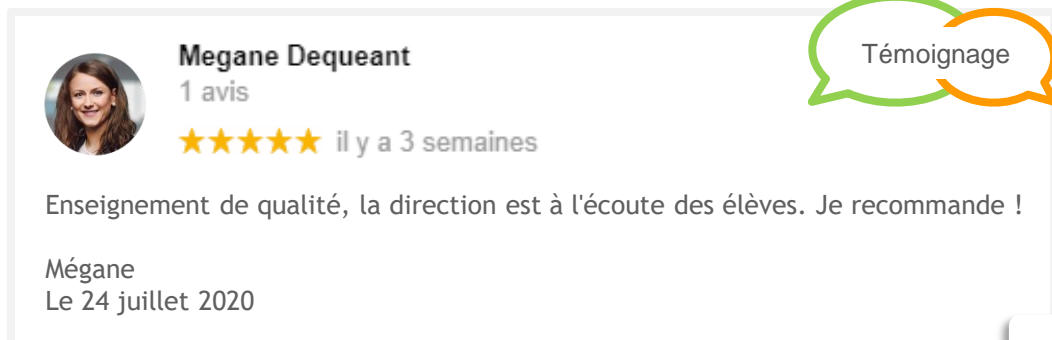 Megane Dequeant
Témoignage
1 avis
il y a 3 semaines
Enseignement de qualité, la direction est à l'écoute des élèves. Je recommande !
Mégane
Le 24 juillet 2020